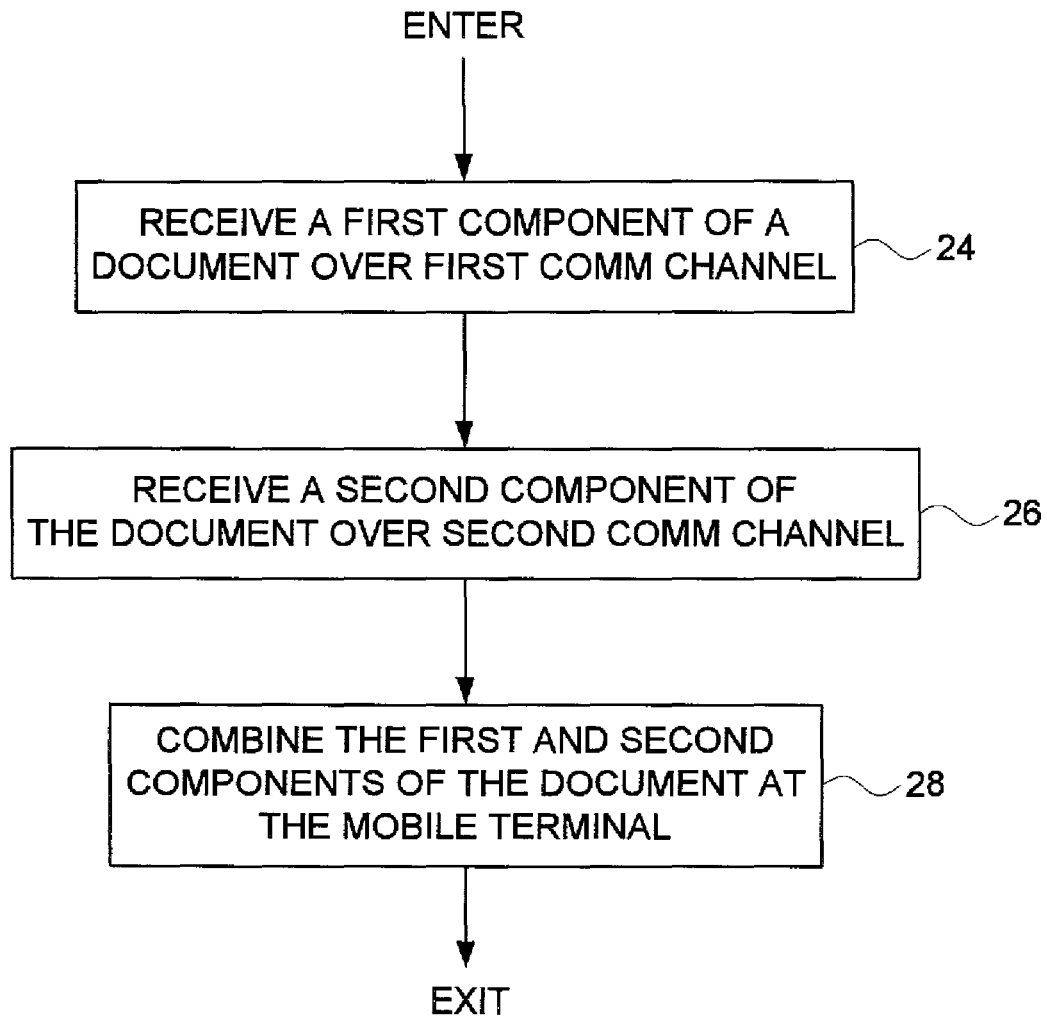 ENTER
RECEIVE A FIRST COMPONENT OF A
DOCUMENT OVER FIRST COMM CHANNEL
24
RECEIVE A SECOND COMPONENT OF
THE DOCUMENT OVER SECOND COMM CHANNEL
26
COMBINE THE FIRST AND SECOND
COMPONENTS OF THE DOCUMENT AT
THE MOBILE TERMINAL
28
EXIT